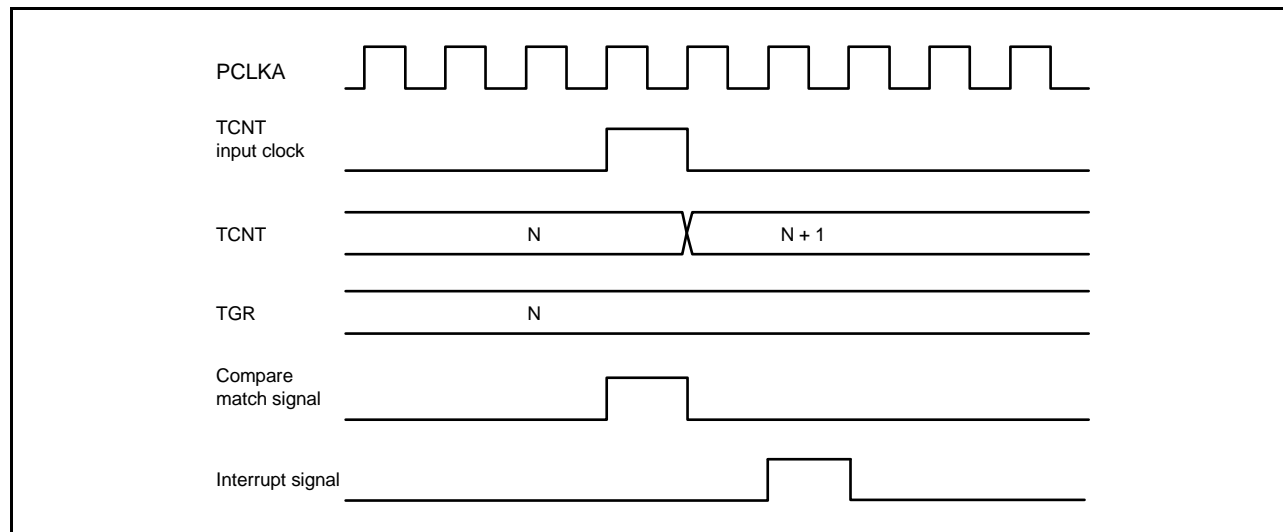 PCLKA
TCNT
input clock
TCNT
N
N + 1
TGR
N
Compare
match signal
Interrupt signal